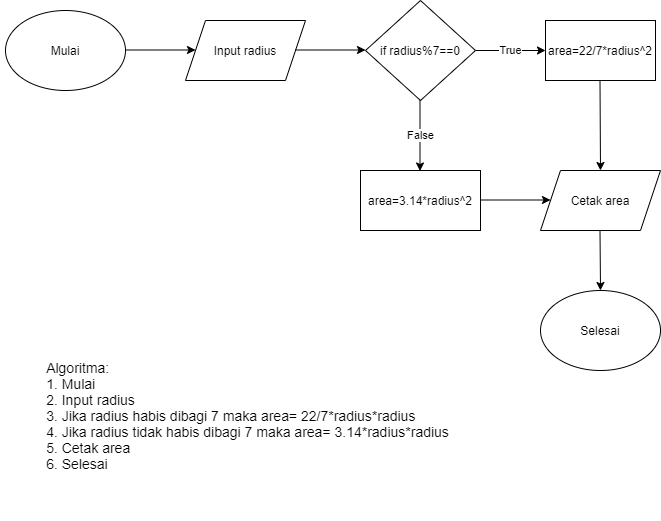 Mulai
Input radius
if radius%7==0
True
area=22/7*radius^2
False
area=3.14*radius^2
Cetak area
Selesai
Algoritma:
1. Mulai
2. Input radius
3. Jika radius habis dibagi 7 maka area= 22/7*radius*radius
4. Jika radius tidak habis dibagi 7 maka area= 3.14*radius*radius
5. Cetak area
6. Selesai